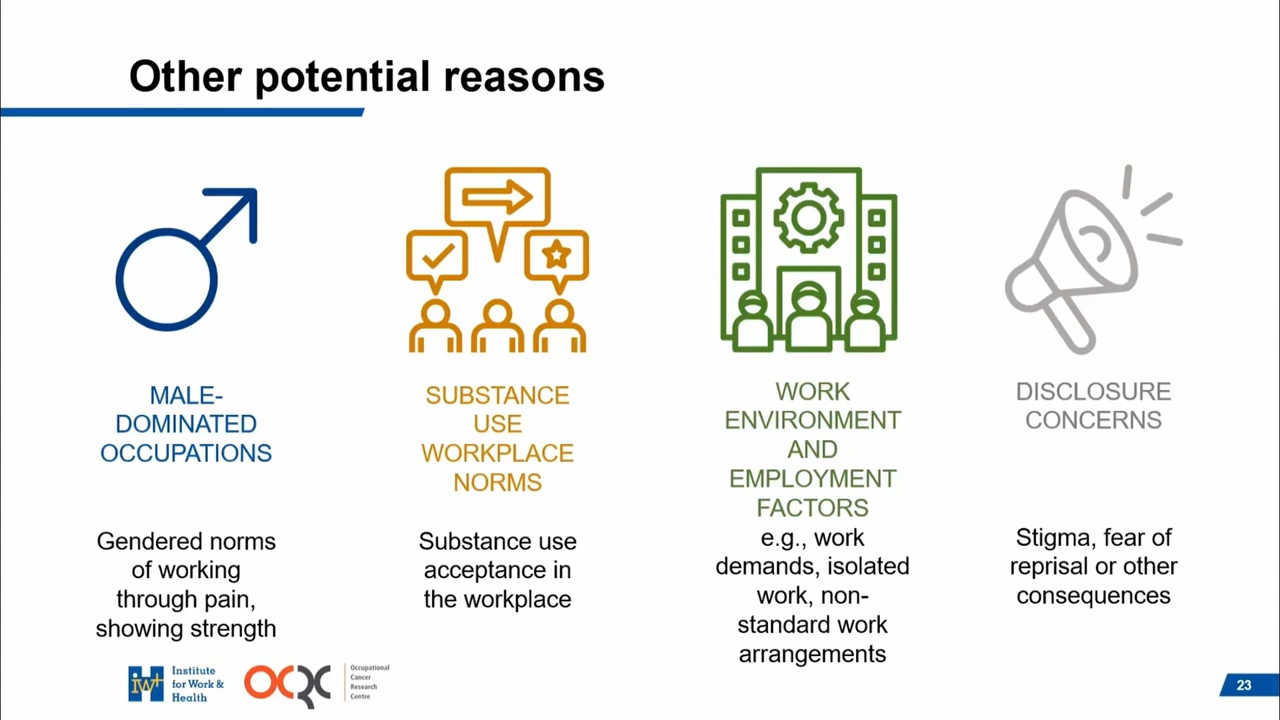 Other potential reasons
MALE-
DOMINATED
OCCUPATIONS
Gendered norms
of working
through pain,
showing strength
SUBSTANCE
USE
WORKPLACE
NORMS
Substance use
acceptance in
the workplace
WORK
ENVIRONMENT
AND
EMPLOYMENT
FACTORS
e.g., work
demands, isolated
work, non-
standard work
arrangements
DISCLOSURE
CONCERNS
Stigma, fear of
reprisal or other
consequences
iw+
Institute
for Work &
Health
OCRC
Occupational
Cancer
Research
Centre
23